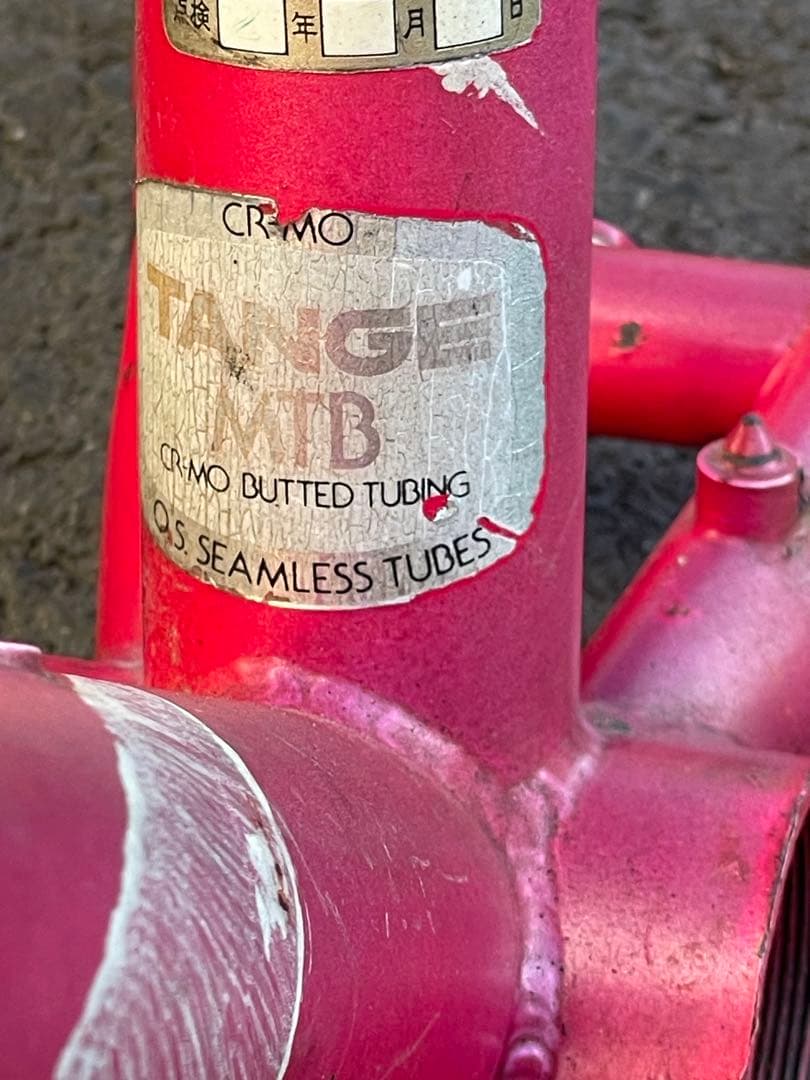 点検 年 月 日
CR-MO
TANGE
MTB
CR-MO BUTTED TUBING
O.S. SEAMLESS TUBES